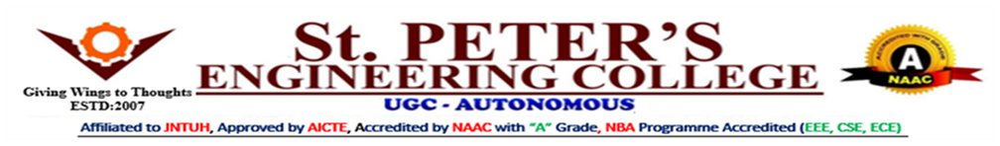 St. PETER'S
ENGINEERING COLLEGE
Giving Wings to Thoughts
ESTD:2007
UGC - AUTONOMOUS
ACCREDITED WITH GRADE
A
NAAC
Affiliated to JNTUH, Approved by AICTE, Accredited by NAAC with "A" Grade, NBA Programme Accredited (EEE, CSE, ECE)